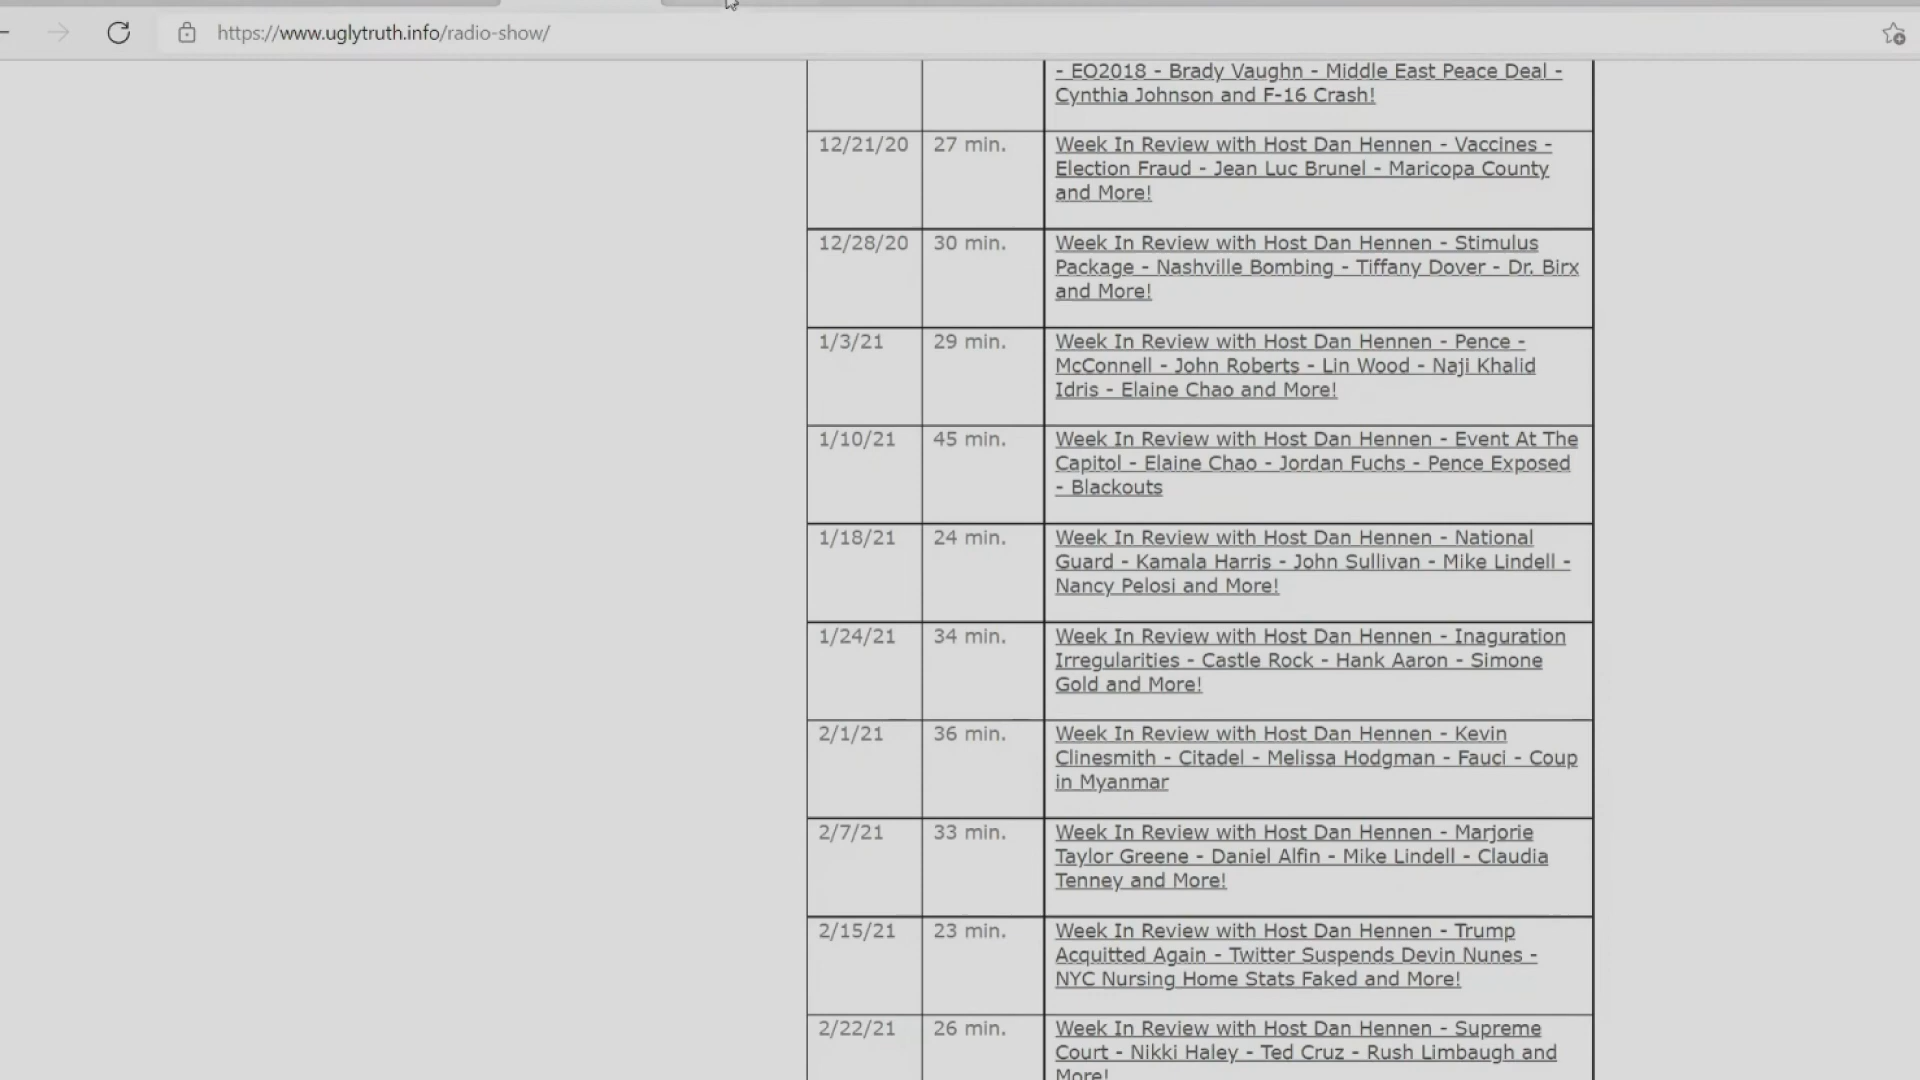 https://www.uglytruth.info/radio-show/
- EO2018 - Brady Vaughn - Middle East Peace Deal -
Cynthia Johnson and F-16 Crash!
12/21/20 27 min. Week In Review with Host Dan Hennen - Vaccines -
Election Fraud - Jean Luc Brunel - Maricopa County
and More!
12/28/20 30 min. Week In Review with Host Dan Hennen - Stimulus
Package - Nashville Bombing - Tiffany Dover - Dr. Birx
and More!
1/3/21 29 min. Week In Review with Host Dan Hennen - Pence -
McConnell - John Roberts - Lin Wood - Naji Khalid
Idris - Elaine Chao and More!
1/10/21 45 min. Week In Review with Host Dan Hennen - Event At The
Capitol - Elaine Chao - Jordan Fuchs - Pence Exposed
- Blackouts
1/18/21 24 min. Week In Review with Host Dan Hennen - National
Guard - Kamala Harris - John Sullivan - Mike Lindell -
Nancy Pelosi and More!
1/24/21 34 min. Week In Review with Host Dan Hennen - Inaguration
Irregularities - Castle Rock - Hank Aaron - Simone
Gold and More!
2/1/21 36 min. Week In Review with Host Dan Hennen - Kevin
Clinesmith - Citadel - Melissa Hodgman - Fauci - Coup
in Myanmar
2/7/21 33 min. Week In Review with Host Dan Hennen - Marjorie
Taylor Greene - Daniel Alfin - Mike Lindell - Claudia
Tenney and More!
2/15/21 23 min. Week In Review with Host Dan Hennen - Trump
Acquitted Again - Twitter Suspends Devin Nunes -
NYC Nursing Home Stats Faked and More!
2/22/21 26 min. Week In Review with Host Dan Hennen - Supreme
Court - Nikki Haley - Ted Cruz - Rush Limbaugh and
More!